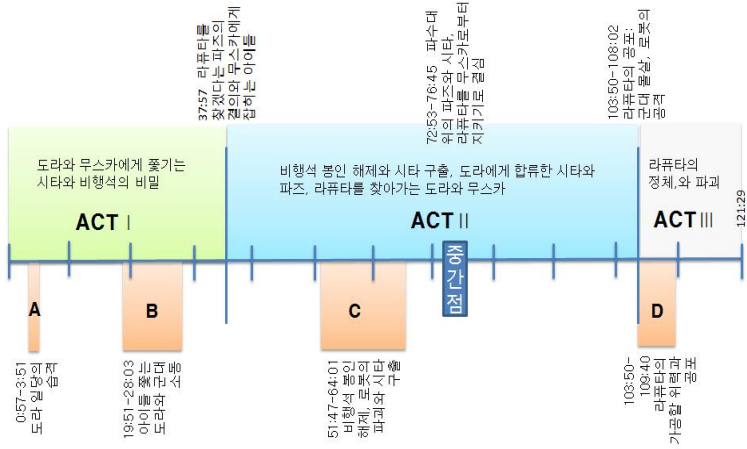 37:57 라퓨타를
찾겠다는 파즈의
결의와 무스카에게
잡히는 아이들
72:53-76:45 파수대
위의 파즈와 시타,
라퓨타를 무스카로부터
지키기로 결심
103:50-108:02
라퓨타의 공포:
군대 몰살, 로봇의
공격
도라와 무스카에게 쫓기는
시타와 비행석의 비밀
ACT Ⅰ
비행석 봉인 해제와 시타 구출, 도라에게 합류한 시타와
파즈, 라퓨타를 찾아가는 도라와 무스카
ACT Ⅱ
라퓨타의
정체,와 파괴
ACT Ⅲ
121:29
중간점
A
B
C
D
0:57-3:51
도라 일당의
습격
19:51-28:03
아이들 쫓는
도라와 군대
소동
51:47-64:01
비행석 봉인
해제, 로봇의
파괴와 시타
구출
103:50-
109:40
라퓨타의
가공할 위력과
공포